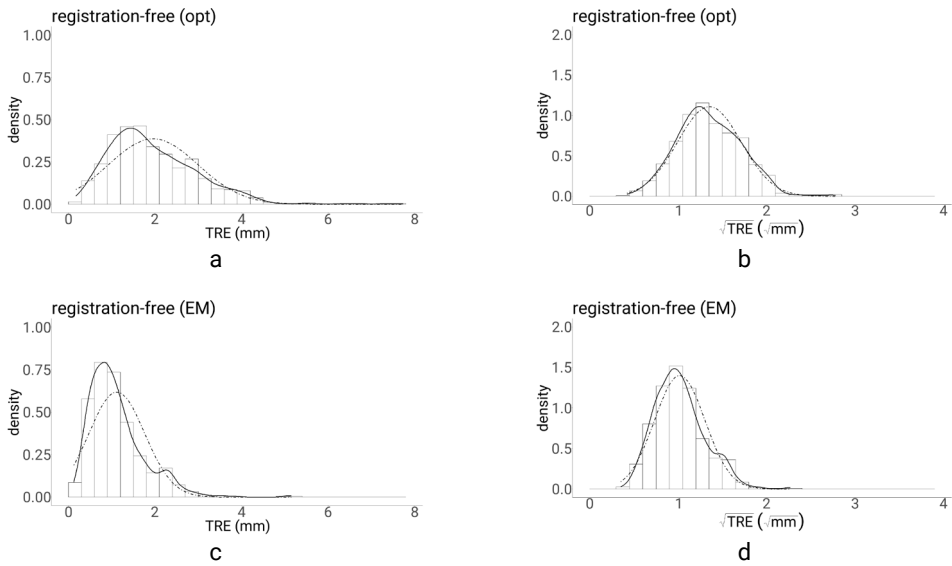 registration-free (opt)
1.00
0.75
0.50
0.25
0.00
density
0 2 4 6 8
TRE (mm)
a
registration-free (opt)
2.0
1.5
1.0
0.5
0.0
density
0 1 2 3 4
√TRE (√mm)
b
registration-free (EM)
1.00
0.75
0.50
0.25
0.00
density
0 2 4 6 8
TRE (mm)
c
registration-free (EM)
2.0
1.5
1.0
0.5
0.0
density
0 1 2 3 4
√TRE (√mm)
d